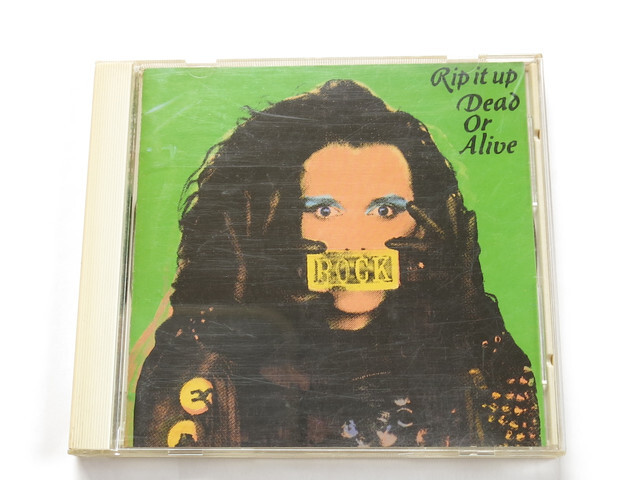 Rip it up
Dead
Or
Alive
ROCK